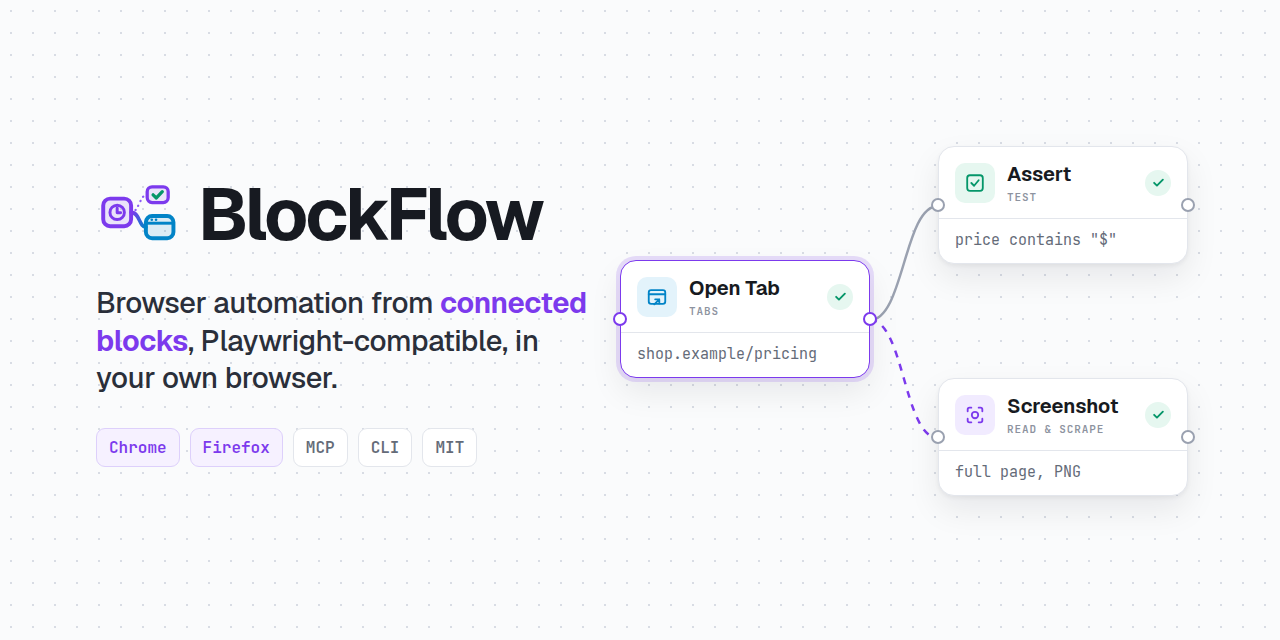 BlockFlow
Browser automation from connected
blocks, Playwright-compatible, in
your own browser.
Chrome Firefox MCP CLI MIT
Open Tab
TABS
shop.example/pricing
Assert
TEST
price contains "$"
Screenshot
READ & SCRAPE
full page, PNG